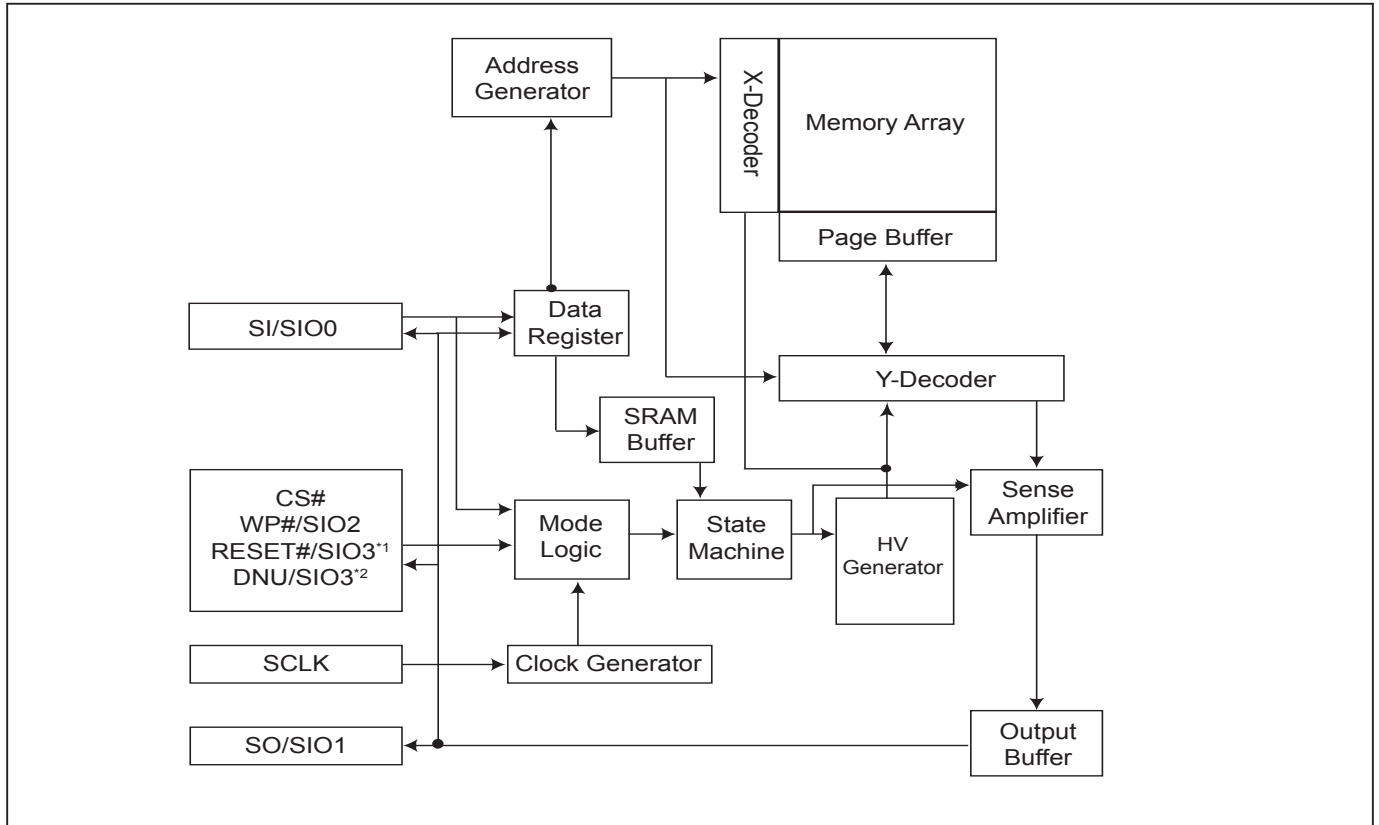 Address
Generator
X-Decoder
Memory Array
Page Buffer
SI/SIO0
Data
Register
Y-Decoder
SRAM
Buffer
CS#
WP#/SIO2
RESET#/SIO3*1
DNU/SIO3*2
Mode
Logic
State
Machine
HV
Generator
Sense
Amplifier
SCLK
Clock Generator
SO/SIO1
Output
Buffer